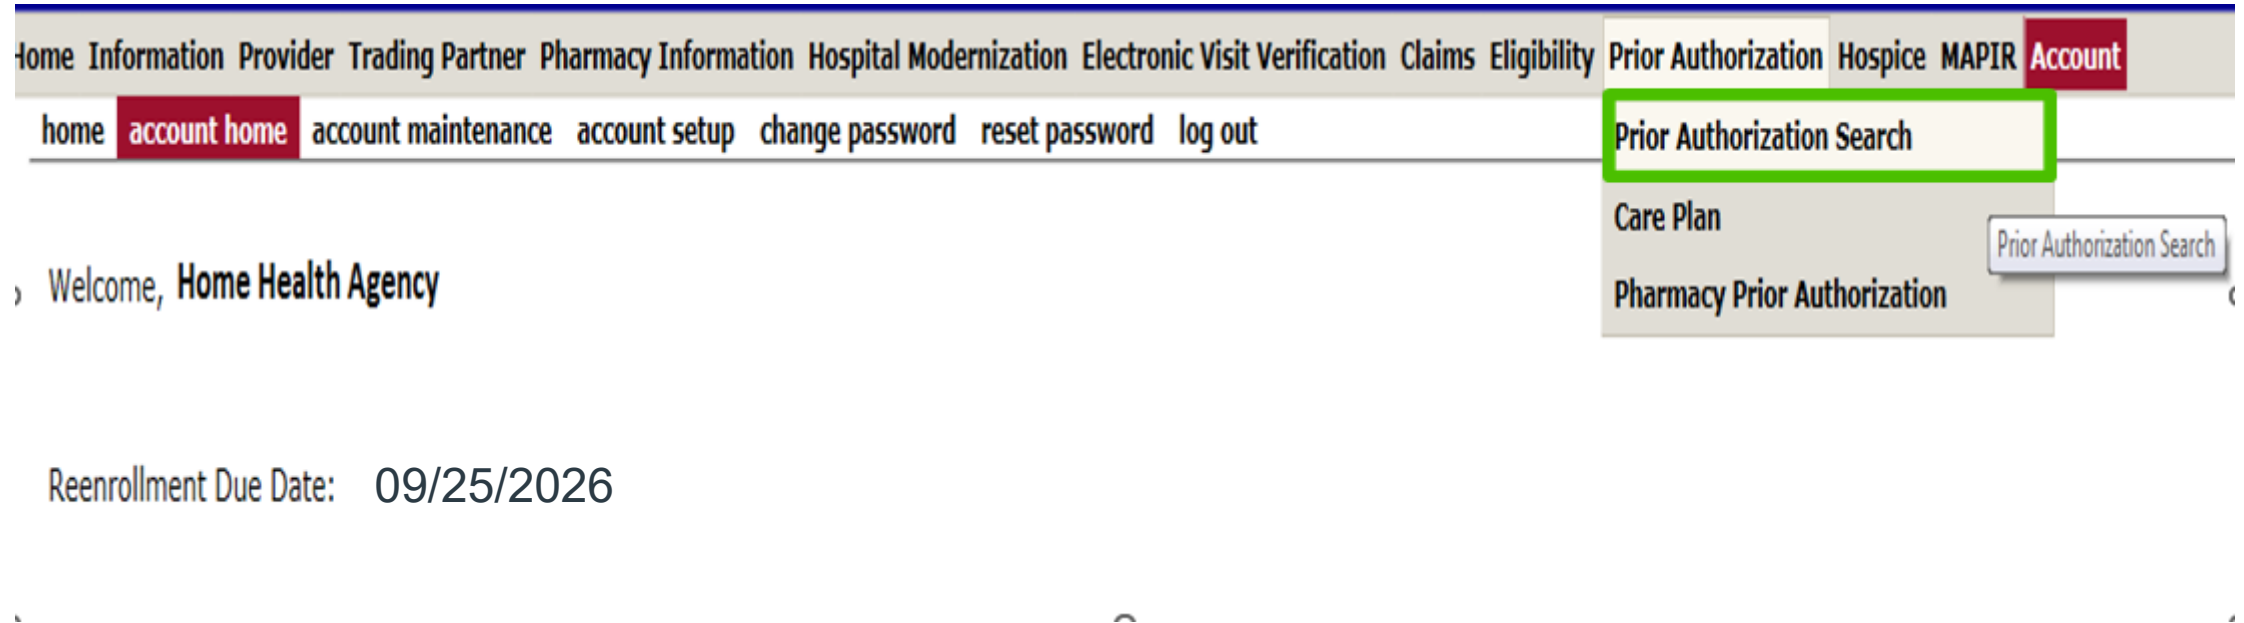 Home Information Provider Trading Partner Pharmacy Information Hospital Modernization Electronic Visit Verification Claims Eligibility Prior Authorization Hospice MAPIR Account
home account home account maintenance account setup change password reset password log out
Prior Authorization Search
Care Plan
Prior Authorization Search
Welcome, Home Health Agency
Pharmacy Prior Authorization
Reenrollment Due Date: 09/25/2026